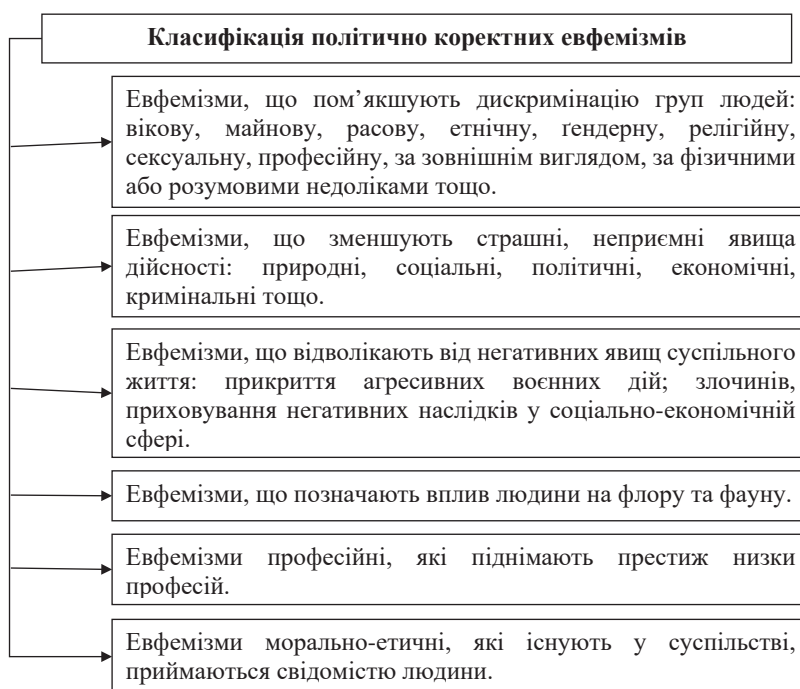 Класифікація політично коректних евфемізмів
Евфемізми, що пом’якшують дискримінацію груп людей:
вікову, майнову, расову, етнічну, ґендерну, релігійну,
сексуальну, професійну, за зовнішнім виглядом, за фізичними
або розумовими недоліками тощо.
Евфемізми, що зменшують страшні, неприємні явища
дійсності: природні, соціальні, політичні, економічні,
кримінальні тощо.
Евфемізми, що відволікають від негативних явищ суспільного
життя: прикриття агресивних воєнних дій; злочинів,
приховування негативних наслідків у соціально-економічній
сфері.
Евфемізми, що позначають вплив людини на флору та фауну.
Евфемізми професійні, які піднімають престиж низки
професій.
Евфемізми морально-етичні, які існують у суспільстві,
приймаються свідомістю людини.